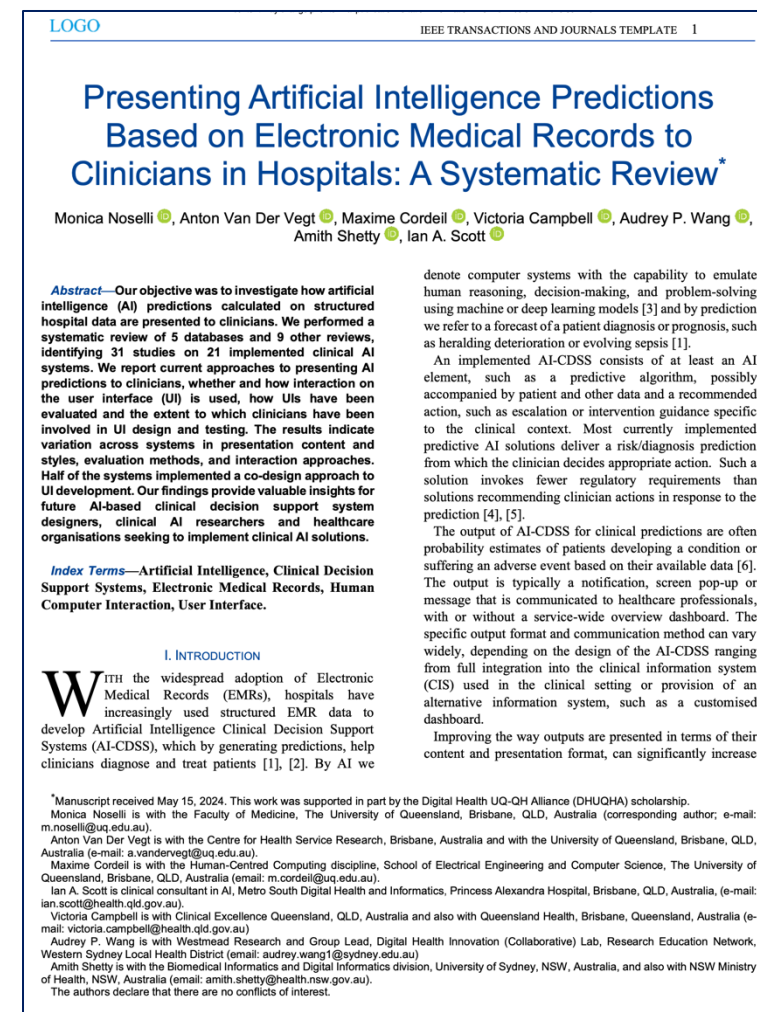 LOGO
IEEE TRANSACTIONS AND JOURNALS TEMPLATE 1
Presenting Artificial Intelligence Predictions
Based on Electronic Medical Records to
Clinicians in Hospitals: A Systematic Review*
Monica Noselli, Anton Van Der Vegt, Maxime Cordeil, Victoria Campbell, Audrey P. Wang,
Amith Shetty, Ian A. Scott
Abstract—Our objective was to investigate how artificial
intelligence (AI) predictions calculated on structured
hospital data are presented to clinicians. We performed a
systematic review of 5 databases and 9 other reviews,
identifying 31 studies on 21 implemented clinical AI
systems. We report current approaches to presenting AI
predictions to clinicians, whether and how interaction on
the user interface (UI) is used, how UIs have been
evaluated and the extent to which clinicians have been
involved in UI design and testing. The results indicate
variation across systems in presentation content and
styles, evaluation methods, and interaction approaches.
Half of the systems implemented a co-design approach to
UI development. Our findings provide valuable insights for
future AI-based clinical decision support system
designers, clinical AI researchers and healthcare
organisations seeking to implement clinical AI solutions.
Index Terms—Artificial Intelligence, Clinical Decision
Support Systems, Electronic Medical Records, Human
Computer Interaction, User Interface.
I. INTRODUCTION
WITH the widespread adoption of Electronic
Medical Records (EMRs), hospitals have
increasingly used structured EMR data to
develop Artificial Intelligence Clinical Decision Support
Systems (AI-CDSS), which by generating predictions, help
clinicians diagnose and treat patients [1], [2]. By AI we
denote computer systems with the capability to emulate
human reasoning, decision-making, and problem-solving
using machine or deep learning models [3] and by prediction
we refer to a forecast of a patient diagnosis or prognosis, such
as heralding deterioration or evolving sepsis [1].
An implemented AI-CDSS consists of at least an AI
element, such as a predictive algorithm, possibly
accompanied by patient and other data and a recommended
action, such as escalation or intervention guidance specific
to the clinical context. Most currently implemented
predictive AI solutions deliver a risk/diagnosis prediction
from which the clinician decides appropriate action. Such a
solution invokes fewer regulatory requirements than
solutions recommending clinician actions in response to the
prediction [4], [5].
The output of AI-CDSS for clinical predictions are often
probability estimates of patients developing a condition or
suffering an adverse event based on their available data [6].
The output is typically a notification, screen pop-up or
message that is communicated to healthcare professionals,
with or without a service-wide overview dashboard. The
specific output format and communication method can vary
widely, depending on the design of the AI-CDSS ranging
from full integration into the clinical information system
(CIS) used in the clinical setting or provision of an
alternative information system, such as a customised
dashboard.
Improving the way outputs are presented in terms of their
content and presentation format, can significantly increase
*Manuscript received May 15, 2024. This work was supported in part by the Digital Health UQ-QH Alliance (DHUQHA) scholarship.
Monica Noselli is with the Faculty of Medicine, The University of Queensland, Brisbane, QLD, Australia (corresponding author; e-mail:
m.noselli@uq.edu.au).
Anton Van Der Vegt is with the Centre for Health Service Research, Brisbane, Australia and with the University of Queensland, Brisbane, QLD,
Australia (e-mail: a.vandervegt@uq.edu.au).
Maxime Cordeil is with the Human-Centred Computing discipline, School of Electrical Engineering and Computer Science, The University of
Queensland, Brisbane, QLD, Australia (email: m.cordeil@uq.edu.au).
Ian A. Scott is clinical consultant in AI, Metro South Digital Health and Informatics, Princess Alexandra Hospital, Brisbane, QLD, Australia, (e-mail:
ian.scott@health.qld.gov.au).
Victoria Campbell is with Clinical Excellence Queensland, QLD, Australia and also with Queensland Health, Brisbane, Queensland, Australia (e-
mail: victoria.campbell@health.qld.gov.au)
Audrey P. Wang is with Westmead Research and Group Lead, Digital Health Innovation (Collaborative) Lab, Research Education Network,
Western Sydney Local Health District (email: audrey.wang1@sydney.edu.au)
Amith Shetty is with the Biomedical Informatics and Digital Informatics division, University of Sydney, NSW, Australia, and also with NSW Ministry
of Health, NSW, Australia (email: amith.shetty@health.nsw.gov.au).
The authors declare that there are no conflicts of interest.